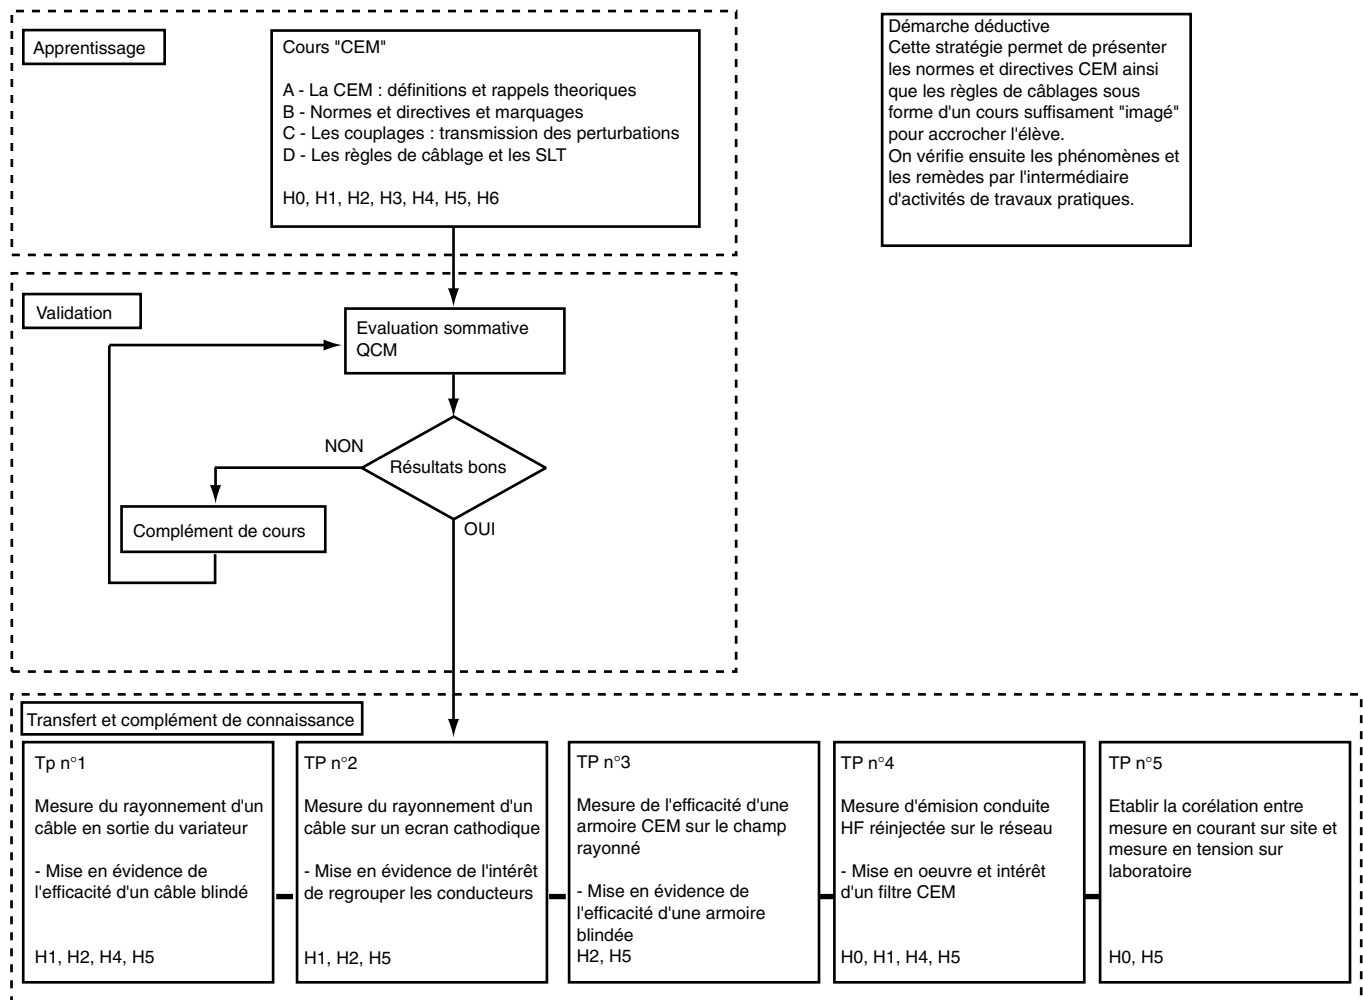 Apprentissage
Cours "CEM"
A - La CEM : définitions et rappels theoriques
B - Normes et directives et marquages
C - Les couplages : transmission des perturbations
D - Les règles de câblage et les SLT
H0, H1, H2, H3, H4, H5, H6
Démarche déductive
Cette stratégie permet de présenter
les normes et directives CEM ainsi
que les règles de câblages sous
forme d'un cours suffisament "imagé"
pour accrocher l'élève.
On vérifie ensuite les phénomènes et
les remèdes par l'intermédiaire
d'activités de travaux pratiques.
Validation
Evaluation sommative
QCM
NON
Résultats bons
Complément de cours
OUI
Transfert et complément de connaissance
Tp n°1
Mesure du rayonnement d'un
câble en sortie du variateur
- Mise en évidence de
l'efficacité d'un câble blindé
H1, H2, H4, H5
TP n°2
Mesure du rayonnement d'un
câble sur un ecran cathodique
- Mise en évidence de l'intérêt
de regrouper les conducteurs
H1, H2, H5
TP n°3
Mesure de l'efficacité d'une
armoire CEM sur le champ
rayonné
- Mise en évidence de
l'efficacité d'une armoire
blindée
H2, H5
TP n°4
Mesure d'émission conduite
HF réinjectée sur le réseau
- Mise en oeuvre et intérêt
d'un filtre CEM
H0, H1, H4, H5
TP n°5
Etablir la corélation entre
mesure en courant sur site et
mesure en tension sur
laboratoire
H0, H5